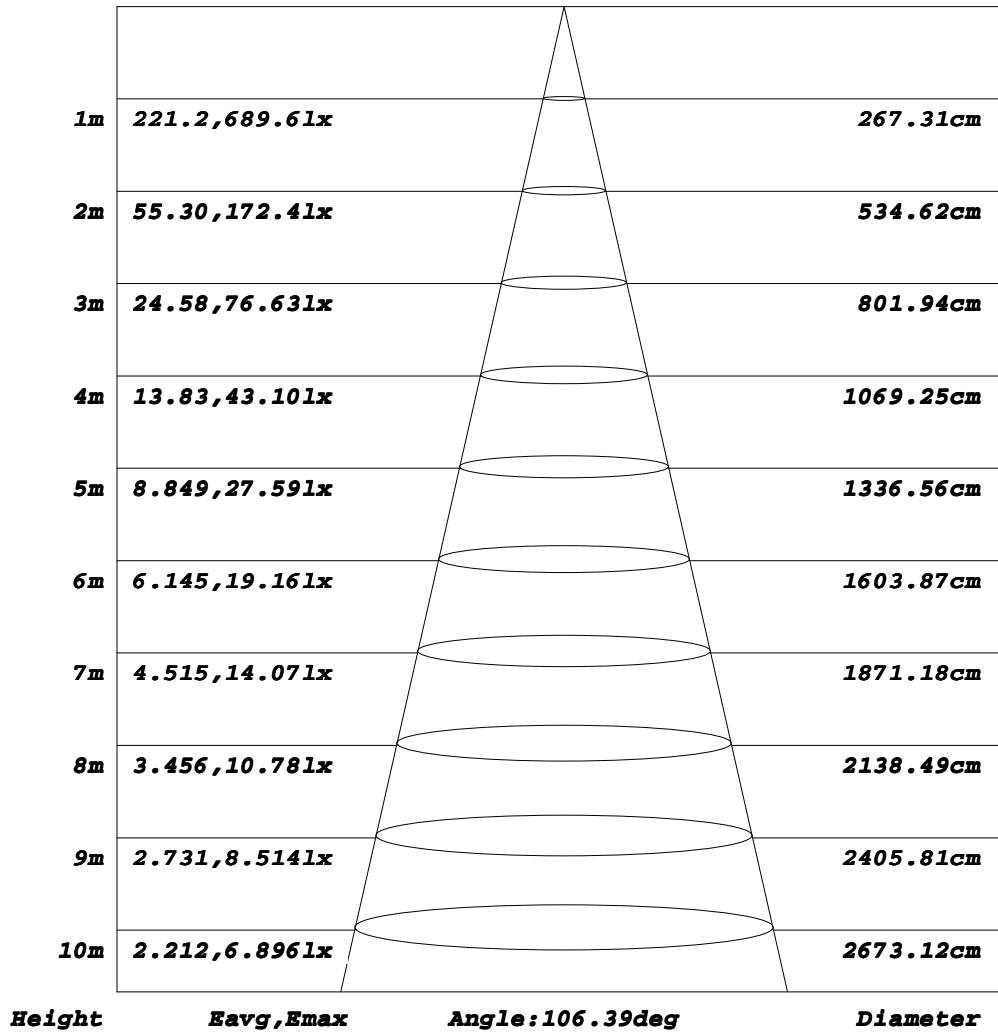 1m 221.2,689.6lx 267.31cm
2m 55.30,172.4lx 534.62cm
3m 24.58,76.63lx 801.94cm
4m 13.83,43.10lx 1069.25cm
5m 8.849,27.59lx 1336.56cm
6m 6.145,19.16lx 1603.87cm
7m 4.515,14.07lx 1871.18cm
8m 3.456,10.78lx 2138.49cm
9m 2.731,8.514lx 2405.81cm
10m 2.212,6.896lx 2673.12cm
Height Eavg,Emax Angle:106.39deg Diameter